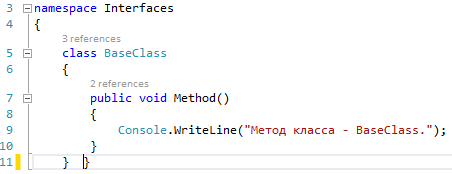 3 namespace Interfaces
4 {
3 references
5 class BaseClass
6 {
2 references
7 public void Method()
8 {
9 Console.WriteLine("Метод класса - BaseClass.");
10 }
11 } }